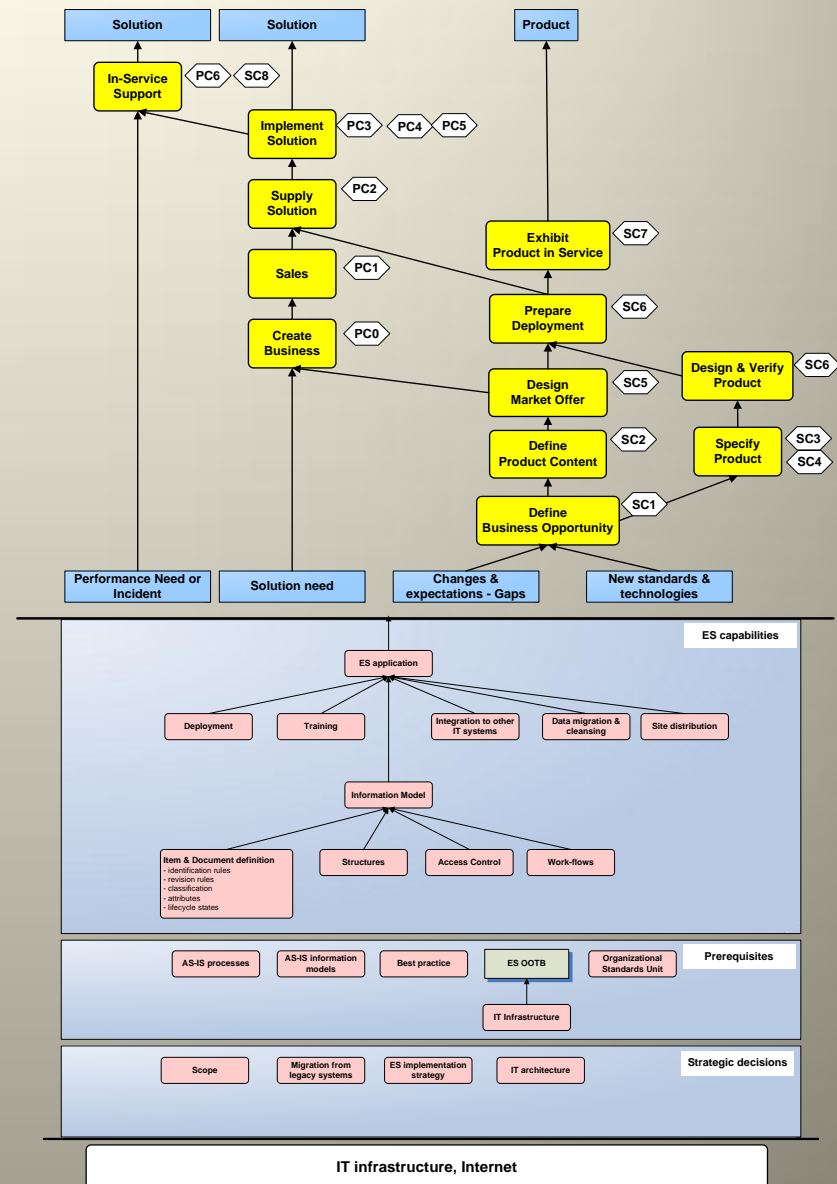 Solution
Solution
Product
In-Service
Support
PC6
SC8
Implement
Solution
PC3
PC4
PC5
Supply
Solution
PC2
Exhibit
Product in Service
SC7
Sales
PC1
Prepare
Deployment
SC6
Create
Business
PC0
Design & Verify
Product
SC6
Design
Market Offer
SC5
Define
Product Content
SC2
Specify
Product
SC3
SC4
Define
Business Opportunity
SC1
Performance Need or
Incident
Solution need
Changes &
expectations - Gaps
New standards &
technologies
ES capabilities
ES application
Deployment
Training
Integration to other
IT systems
Data migration &
cleansing
Site distribution
Information Model
Item & Document definition
- identification rules
- revision rules
- classification
- attributes
- lifecycle states
Structures
Access Control
Work-flows
Prerequisites
AS-IS processes
AS-IS information
models
Best practice
ES OOTB
Organizational
Standards Unit
IT Infrastructure
Strategic decisions
Scope
Migration from
legacy systems
ES implementation
strategy
IT architecture
IT infrastructure, Internet